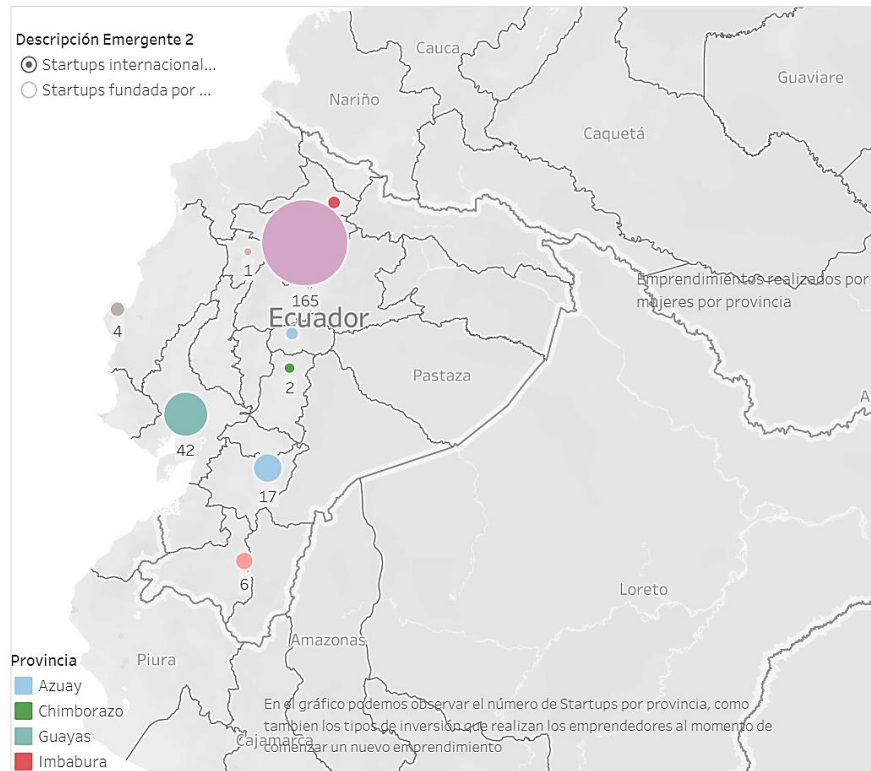 Descripción Emergente 2
Startups internacional...
Startups fundada por ...
Cauca
Guaviare
Nariño
Caquetá
1
165
Emprendimientos realizados por
mujeres por provincia
Ecuador
4
Pastaza
2
42
17
6
Loreto
Amazonas
Piura
Provincia
Azuay
Chimborazo
Guayas
Imbabura
En el gráfico podemos observar el número de Startups por provincia, como
tambien los tipos de inversión que realizan los emprendedores al momento de
comenzar un nuevo emprendimiento
Cajamarca
A